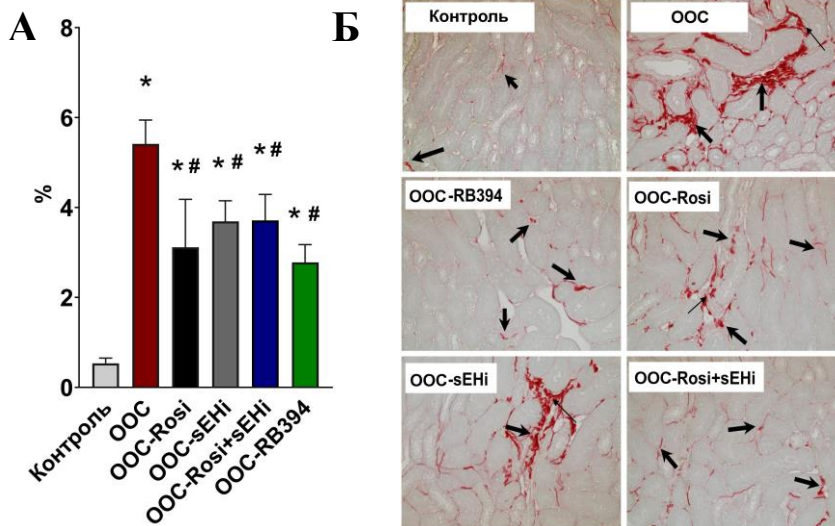 А
8
6
4
2
0
%
*
* #
* #
* #
* #
Контроль
ООС
ООС-Rosi
ООС-sEHi
ООС-Rosi+sEHi
ООС-RB394
Б
Контроль
ООС
ООС-RB394
ООС-Rosi
ООС-sEHi
ООС-Rosi+sEHi